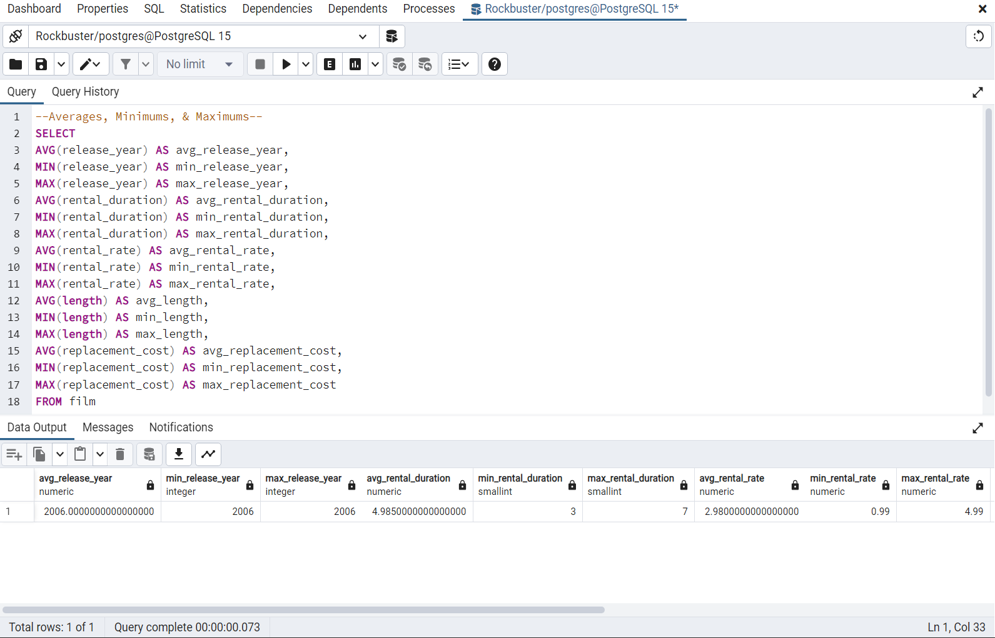 Dashboard Properties SQL Statistics Dependencies Dependents Processes Rockbuster/postgres@PostgreSQL 15*
Rockbuster/postgres@PostgreSQL 15
No limit
Query Query History
1 --Averages, Minimums, & Maximums--
2 SELECT
3 AVG(release_year) AS avg_release_year,
4 MIN(release_year) AS min_release_year,
5 MAX(release_year) AS max_release_year,
6 AVG(rental_duration) AS avg_rental_duration,
7 MIN(rental_duration) AS min_rental_duration,
8 MAX(rental_duration) AS max_rental_duration,
9 AVG(rental_rate) AS avg_rental_rate,
10 MIN(rental_rate) AS min_rental_rate,
11 MAX(rental_rate) AS max_rental_rate,
12 AVG(length) AS avg_length,
13 MIN(length) AS min_length,
14 MAX(length) AS max_length,
15 AVG(replacement_cost) AS avg_replacement_cost,
16 MIN(replacement_cost) AS min_replacement_cost,
17 MAX(replacement_cost) AS max_replacement_cost
18 FROM film
Data Output Messages Notifications
avg_release_year min_release_year max_release_year avg_rental_duration min_rental_duration max_rental_duration avg_rental_rate min_rental_rate max_rental_rate
numeric integer integer numeric smallint smallint numeric numeric numeric
1 2006.0000000000000000 2006 2006 4.9850000000000000 3 7 2.9800000000000000 0.99 4.99
Total rows: 1 of 1 Query complete 00:00:00.073 Ln 1, Col 33